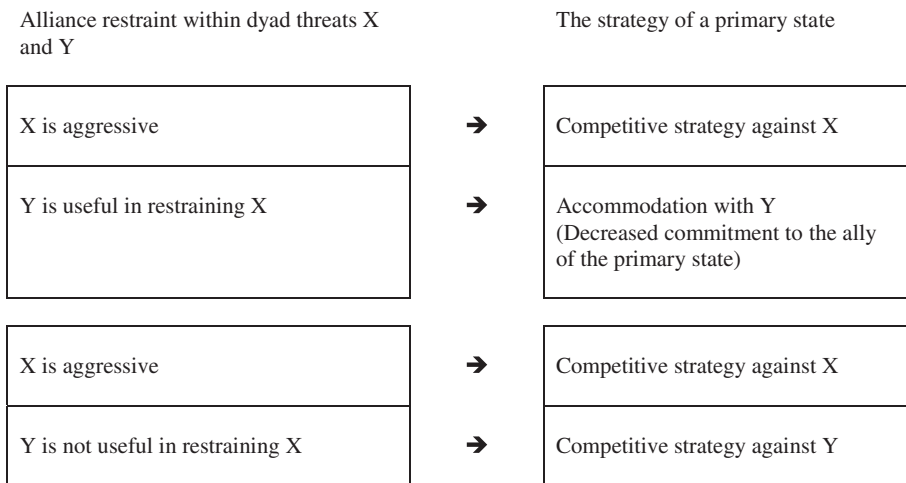 Alliance restraint within dyad threats X
and Y
The strategy of a primary state
X is aggressive
➔
Competitive strategy against X
Y is useful in restraining X
➔
Accommodation with Y
(Decreased commitment to the ally
of the primary state)
X is aggressive
➔
Competitive strategy against X
Y is not useful in restraining X
➔
Competitive strategy against Y